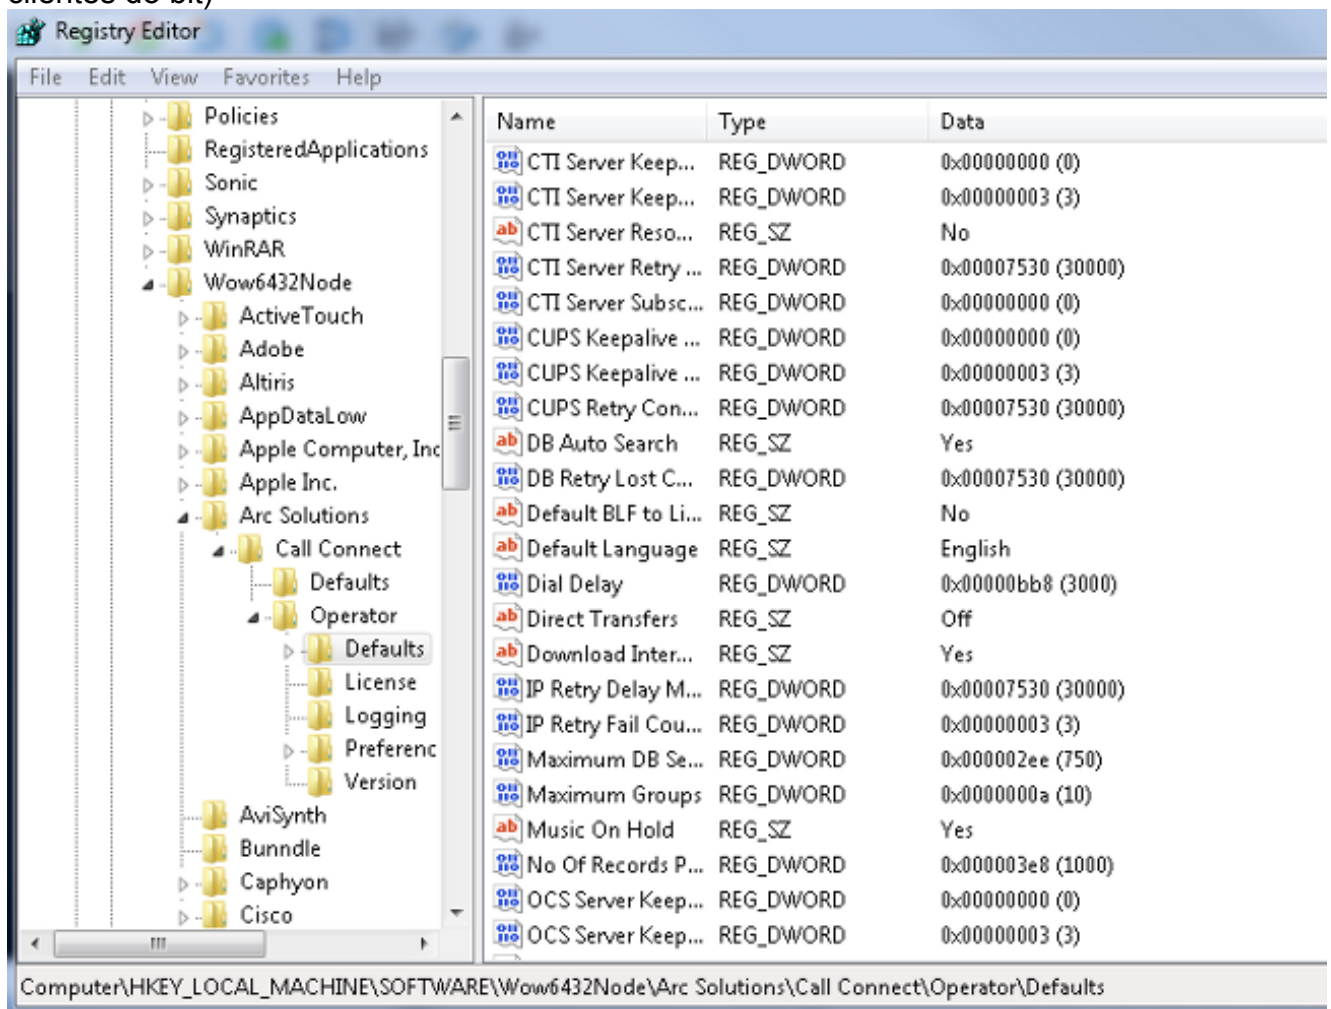 clientes de bit)
Registry Editor
File Edit View Favorites Help
Policies
RegisteredApplications
Sonic
Synaptics
WinRAR
Wow6432Node
ActiveTouch
Adobe
Altiris
AppDataLow
Apple Computer, Inc
Apple Inc.
Arc Solutions
Call Connect
Defaults
Operator
Defaults
License
Logging
Preferenc
Version
AviSynth
Bunndle
Caphyon
Cisco
Name Type Data
CTI Server Keep... REG_DWORD 0x00000000 (0)
CTI Server Keep... REG_DWORD 0x00000003 (3)
CTI Server Reso... REG_SZ No
CTI Server Retry ... REG_DWORD 0x00007530 (30000)
CTI Server Subsc... REG_DWORD 0x00000000 (0)
CUPS Keepalive ... REG_DWORD 0x00000000 (0)
CUPS Keepalive ... REG_DWORD 0x00000003 (3)
CUPS Retry Con... REG_DWORD 0x00007530 (30000)
DB Auto Search REG_SZ Yes
DB Retry Lost C... REG_DWORD 0x00007530 (30000)
Default BLF to Li... REG_SZ No
Default Language REG_SZ English
Dial Delay REG_DWORD 0x00000bb8 (3000)
Direct Transfers REG_SZ Off
Download Inter... REG_SZ Yes
IP Retry Delay M... REG_DWORD 0x00007530 (30000)
IP Retry Fail Cou... REG_DWORD 0x00000003 (3)
Maximum DB Se... REG_DWORD 0x000002ee (750)
Maximum Groups REG_DWORD 0x0000000a (10)
Music On Hold REG_SZ Yes
No Of Records P... REG_DWORD 0x000003e8 (1000)
OCS Server Keep... REG_DWORD 0x00000000 (0)
OCS Server Keep... REG_DWORD 0x00000003 (3)
Computer\HKEY_LOCAL_MACHINE\SOFTWARE\Wow6432Node\Arc Solutions\Call Connect\Operator\Defaults